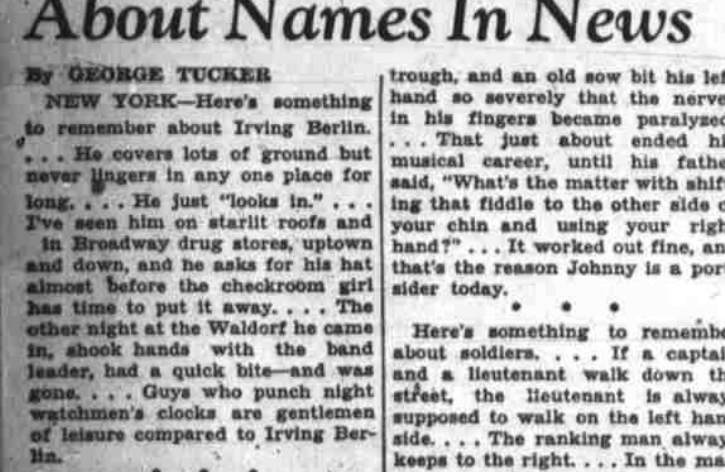 About Names In News
By GEORGE TUCKER
NEW YORK—Here's something
to remember about Irving Berlin.
. . . He covers lots of ground but
never lingers in any one place for
long. . . . He just "looks in." . . .
I've seen him on starlit roofs and
in Broadway drug stores, uptown
and down, and he asks for his hat
almost before the checkroom girl
has time to put it away. . . . The
other night at the Waldorf he came
in, shook hands with the band
leader, had a quick bite—and was
gone. . . . Guys who punch night
watchmen's clocks are gentlemen
of leisure compared to Irving Ber-
lin.
trough, and an old sow bit his lef
hand so severely that the nerve
in his fingers became paralyzed
. . . That just about ended hi
musical career, until his fathe
said, "What's the matter with shif
ing that fiddle to the other side o
your chin and using your righ
hand?" . . . It worked out fine, an
that's the reason Johnny is a por
sider today.
* * *
Here's something to remembe
about soldiers. . . . If a captai
and a lieutenant walk down th
street, the lieutenant is alway
supposed to walk on the left han
side. . . . The ranking man alway
keeps to the right. . . . In the ma